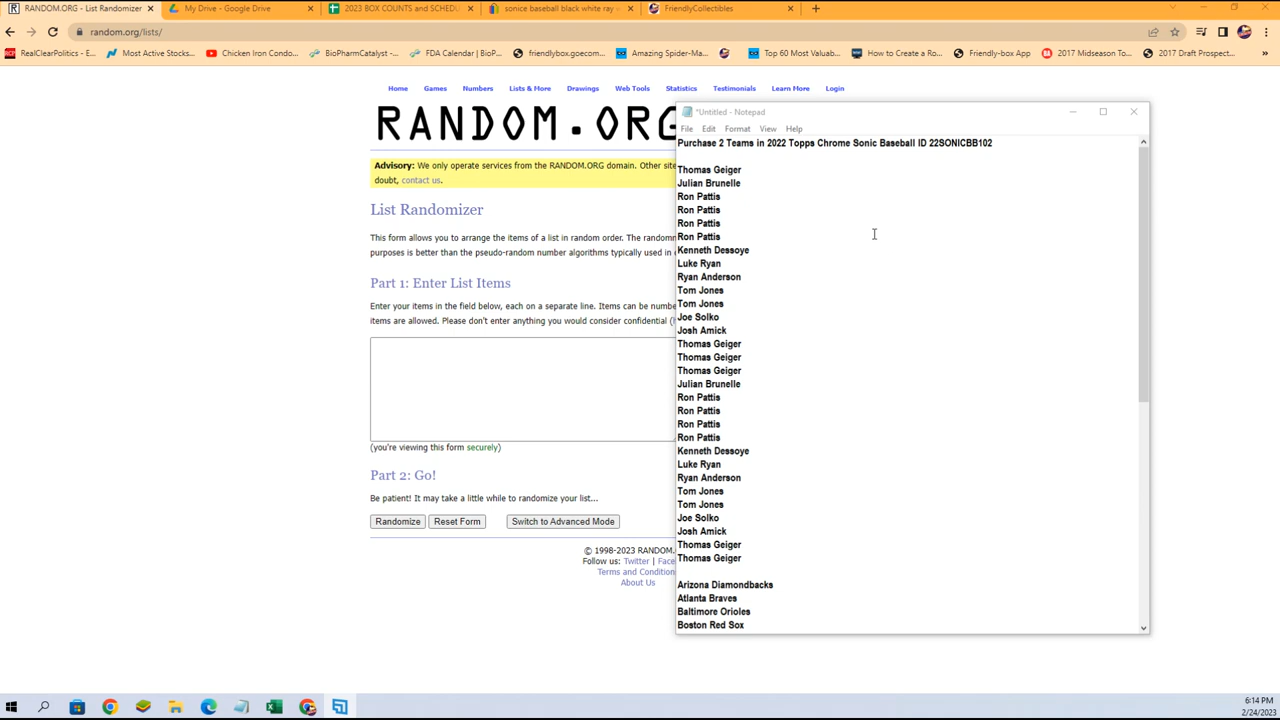 RANDOM.ORG - List Randomizer
My Drive - Google Drive
2023 BOX COUNTS and SCHEDU
sonice baseball black white ray
FriendlyCollectibles
random.org/lists/
RealClearPolitics - E...
Most Active Stocks...
Chicken Iron Condo...
BioPharmCatalyst -...
FDA Calendar | BioP...
friendlybox.goecom...
Amazing Spider-Ma...
Top 60 Most Valuab...
How to Create a Ro...
Friendly-box App
2017 Midseason To...
2017 Draft Prospect...
Home Games Numbers Lists & More Drawings Web Tools Statistics Testimonials Learn More Login
RANDOM.ORG
Advisory: We only operate services from the RANDOM.ORG domain. Other sit
doubt, contact us.
List Randomizer
This form allows you to arrange the items of a list in random order. The random
purposes is better than the pseudo-random number algorithms typically used in
Part 1: Enter List Items
Enter your items in the field below, each on a separate line. Items can be numb
items are allowed. Please don't enter anything you would consider confidential
(you're viewing this form securely)
Part 2: Go!
Be patient! It may take a little while to randomize your list...
Randomize Reset Form Switch to Advanced Mode
© 1998-2023 RANDOM.
Follow us: Twitter | Face
Terms and Condition
About Us
*Untitled - Notepad
File Edit Format View Help
Purchase 2 Teams in 2022 Topps Chrome Sonic Baseball ID 22SONICBB102
Thomas Geiger
Julian Brunelle
Ron Pattis
Ron Pattis
Ron Pattis
Ron Pattis
Kenneth Dessoye
Luke Ryan
Ryan Anderson
Tom Jones
Tom Jones
Joe Solko
Josh Amick
Thomas Geiger
Thomas Geiger
Thomas Geiger
Julian Brunelle
Ron Pattis
Ron Pattis
Ron Pattis
Ron Pattis
Kenneth Dessoye
Luke Ryan
Ryan Anderson
Tom Jones
Tom Jones
Joe Solko
Josh Amick
Thomas Geiger
Thomas Geiger
Arizona Diamondbacks
Atlanta Braves
Baltimore Orioles
Boston Red Sox
6:14 PM
2/24/2023